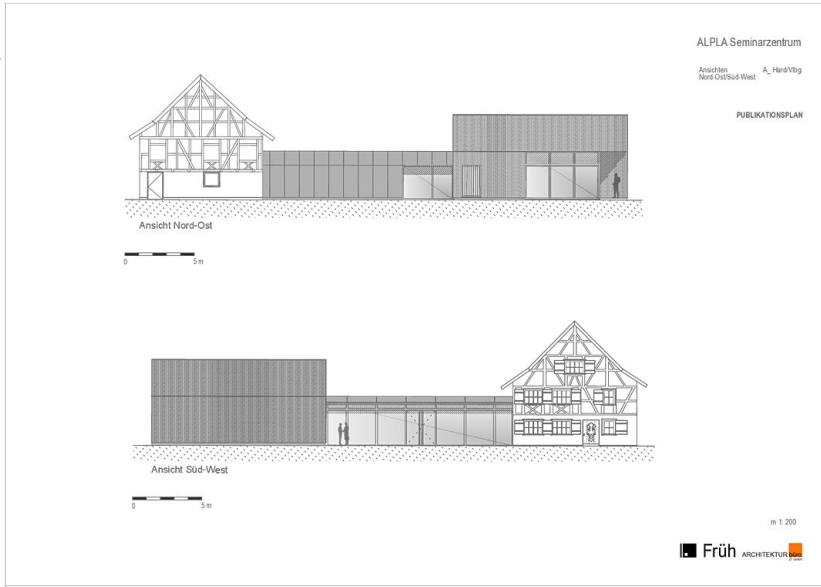 ALPLA Seminarzentrum
Ansichten A_ Hard/Vlbg
Nord-Ost/Süd-West
PUBLIKATIONSPLAN
Ansicht Nord-Ost
0 5 m
Ansicht Süd-West
0 5 m
m 1: 200
Früh ARCHITEKTUR büro